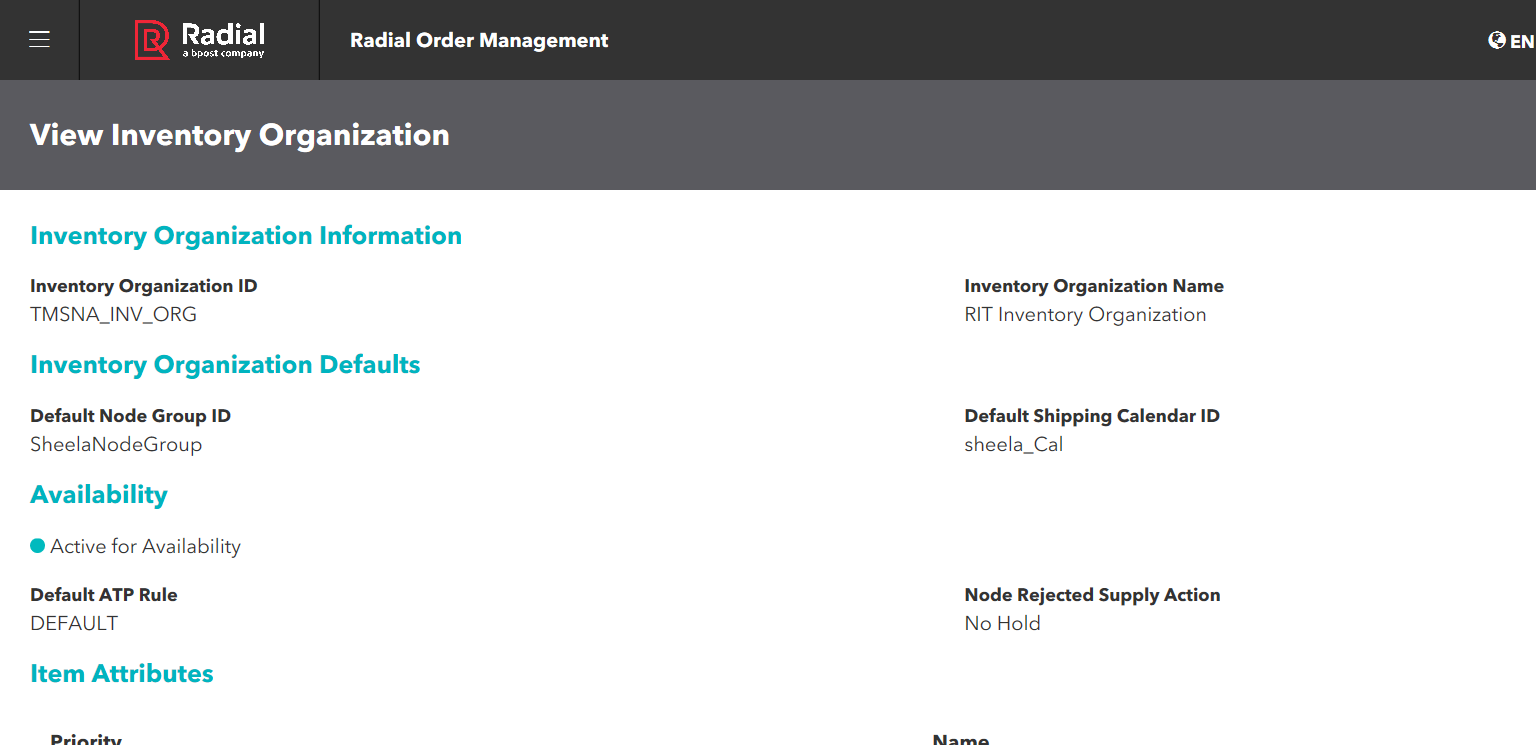 Radial
a bpost company
Radial Order Management
EN
View Inventory Organization
Inventory Organization Information
Inventory Organization ID
Inventory Organization Name
TMSNA_INV_ORG
RIT Inventory Organization
Inventory Organization Defaults
Default Node Group ID
Default Shipping Calendar ID
SheelaNodeGroup
sheela_Cal
Availability
Active for Availability
Default ATP Rule
Node Rejected Supply Action
DEFAULT
No Hold
Item Attributes
Priority
Name